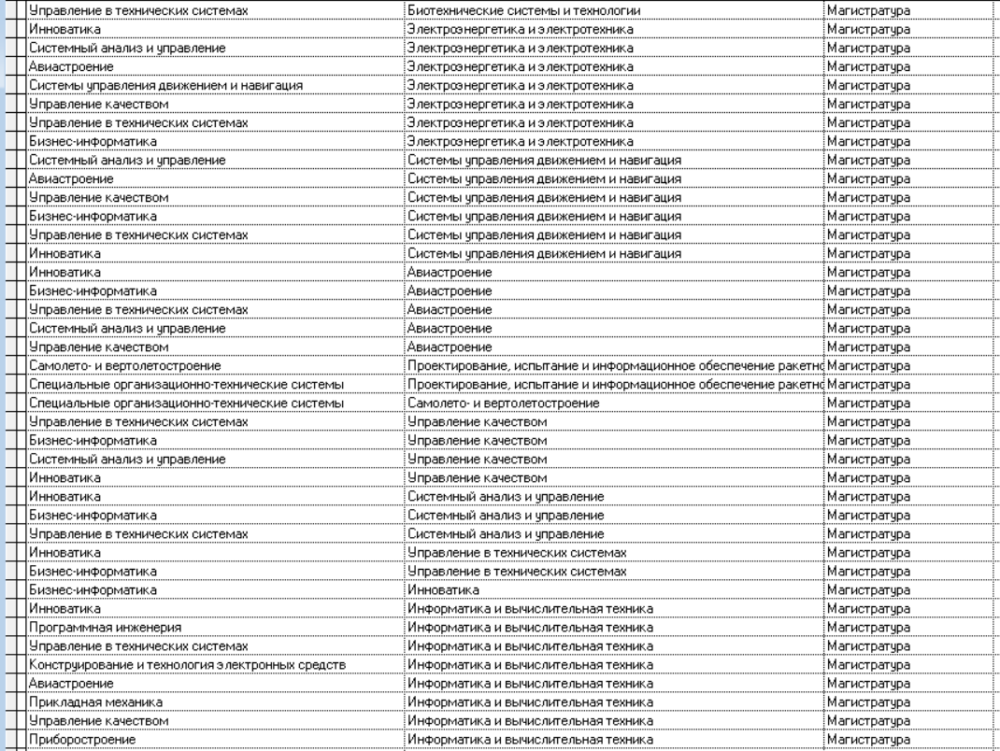 Управление в технических системах Биотехнические системы и технологии Магистратура
Инноватика Электроэнергетика и электротехника Магистратура
Системный анализ и управление Электроэнергетика и электротехника Магистратура
Авиастроение Электроэнергетика и электротехника Магистратура
Системы управления движением и навигация Электроэнергетика и электротехника Магистратура
Управление качеством Электроэнергетика и электротехника Магистратура
Управление в технических системах Электроэнергетика и электротехника Магистратура
Бизнес-информатика Электроэнергетика и электротехника Магистратура
Системный анализ и управление Системы управления движением и навигация Магистратура
Авиастроение Системы управления движением и навигация Магистратура
Управление качеством Системы управления движением и навигация Магистратура
Бизнес-информатика Системы управления движением и навигация Магистратура
Управление в технических системах Системы управления движением и навигация Магистратура
Инноватика Системы управления движением и навигация Магистратура
Инноватика Авиастроение Магистратура
Бизнес-информатика Авиастроение Магистратура
Управление в технических системах Авиастроение Магистратура
Системный анализ и управление Авиастроение Магистратура
Управление качеством Авиастроение Магистратура
Самолето- и вертолетостроение Проектирование, испытание и информационное обеспечение ракетно Магистратура
Специальные организационно-технические системы Проектирование, испытание и информационное обеспечение ракетно Магистратура
Специальные организационно-технические системы Самолето- и вертолетостроение Магистратура
Управление в технических системах Управление качеством Магистратура
Бизнес-информатика Управление качеством Магистратура
Системный анализ и управление Управление качеством Магистратура
Инноватика Управление качеством Магистратура
Инноватика Системный анализ и управление Магистратура
Бизнес-информатика Системный анализ и управление Магистратура
Управление в технических системах Системный анализ и управление Магистратура
Инноватика Управление в технических системах Магистратура
Бизнес-информатика Управление в технических системах Магистратура
Бизнес-информатика Инноватика Магистратура
Инноватика Информатика и вычислительная техника Магистратура
Программная инженерия Информатика и вычислительная техника Магистратура
Управление в технических системах Информатика и вычислительная техника Магистратура
Конструирование и технология электронных средств Информатика и вычислительная техника Магистратура
Авиастроение Информатика и вычислительная техника Магистратура
Прикладная механика Информатика и вычислительная техника Магистратура
Управление качеством Информатика и вычислительная техника Магистратура
Приборостроение Информатика и вычислительная техника Магистратура